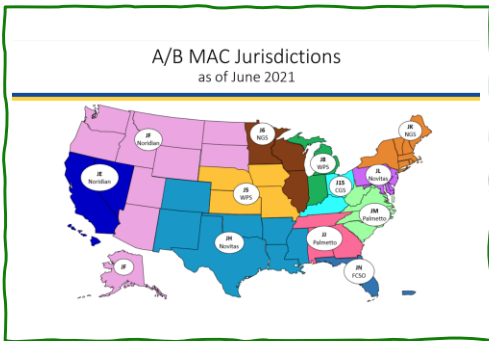 A/B MAC Jurisdictions
as of June 2021
JF
Noridian
J6
NGS
JK
NGS
J8
WPS
JE
Noridian
J15
CGS
JL
Novitas
J5
WPS
JM
Palmetto
JH
Novitas
JJ
Palmetto
JF
JN
FCSO